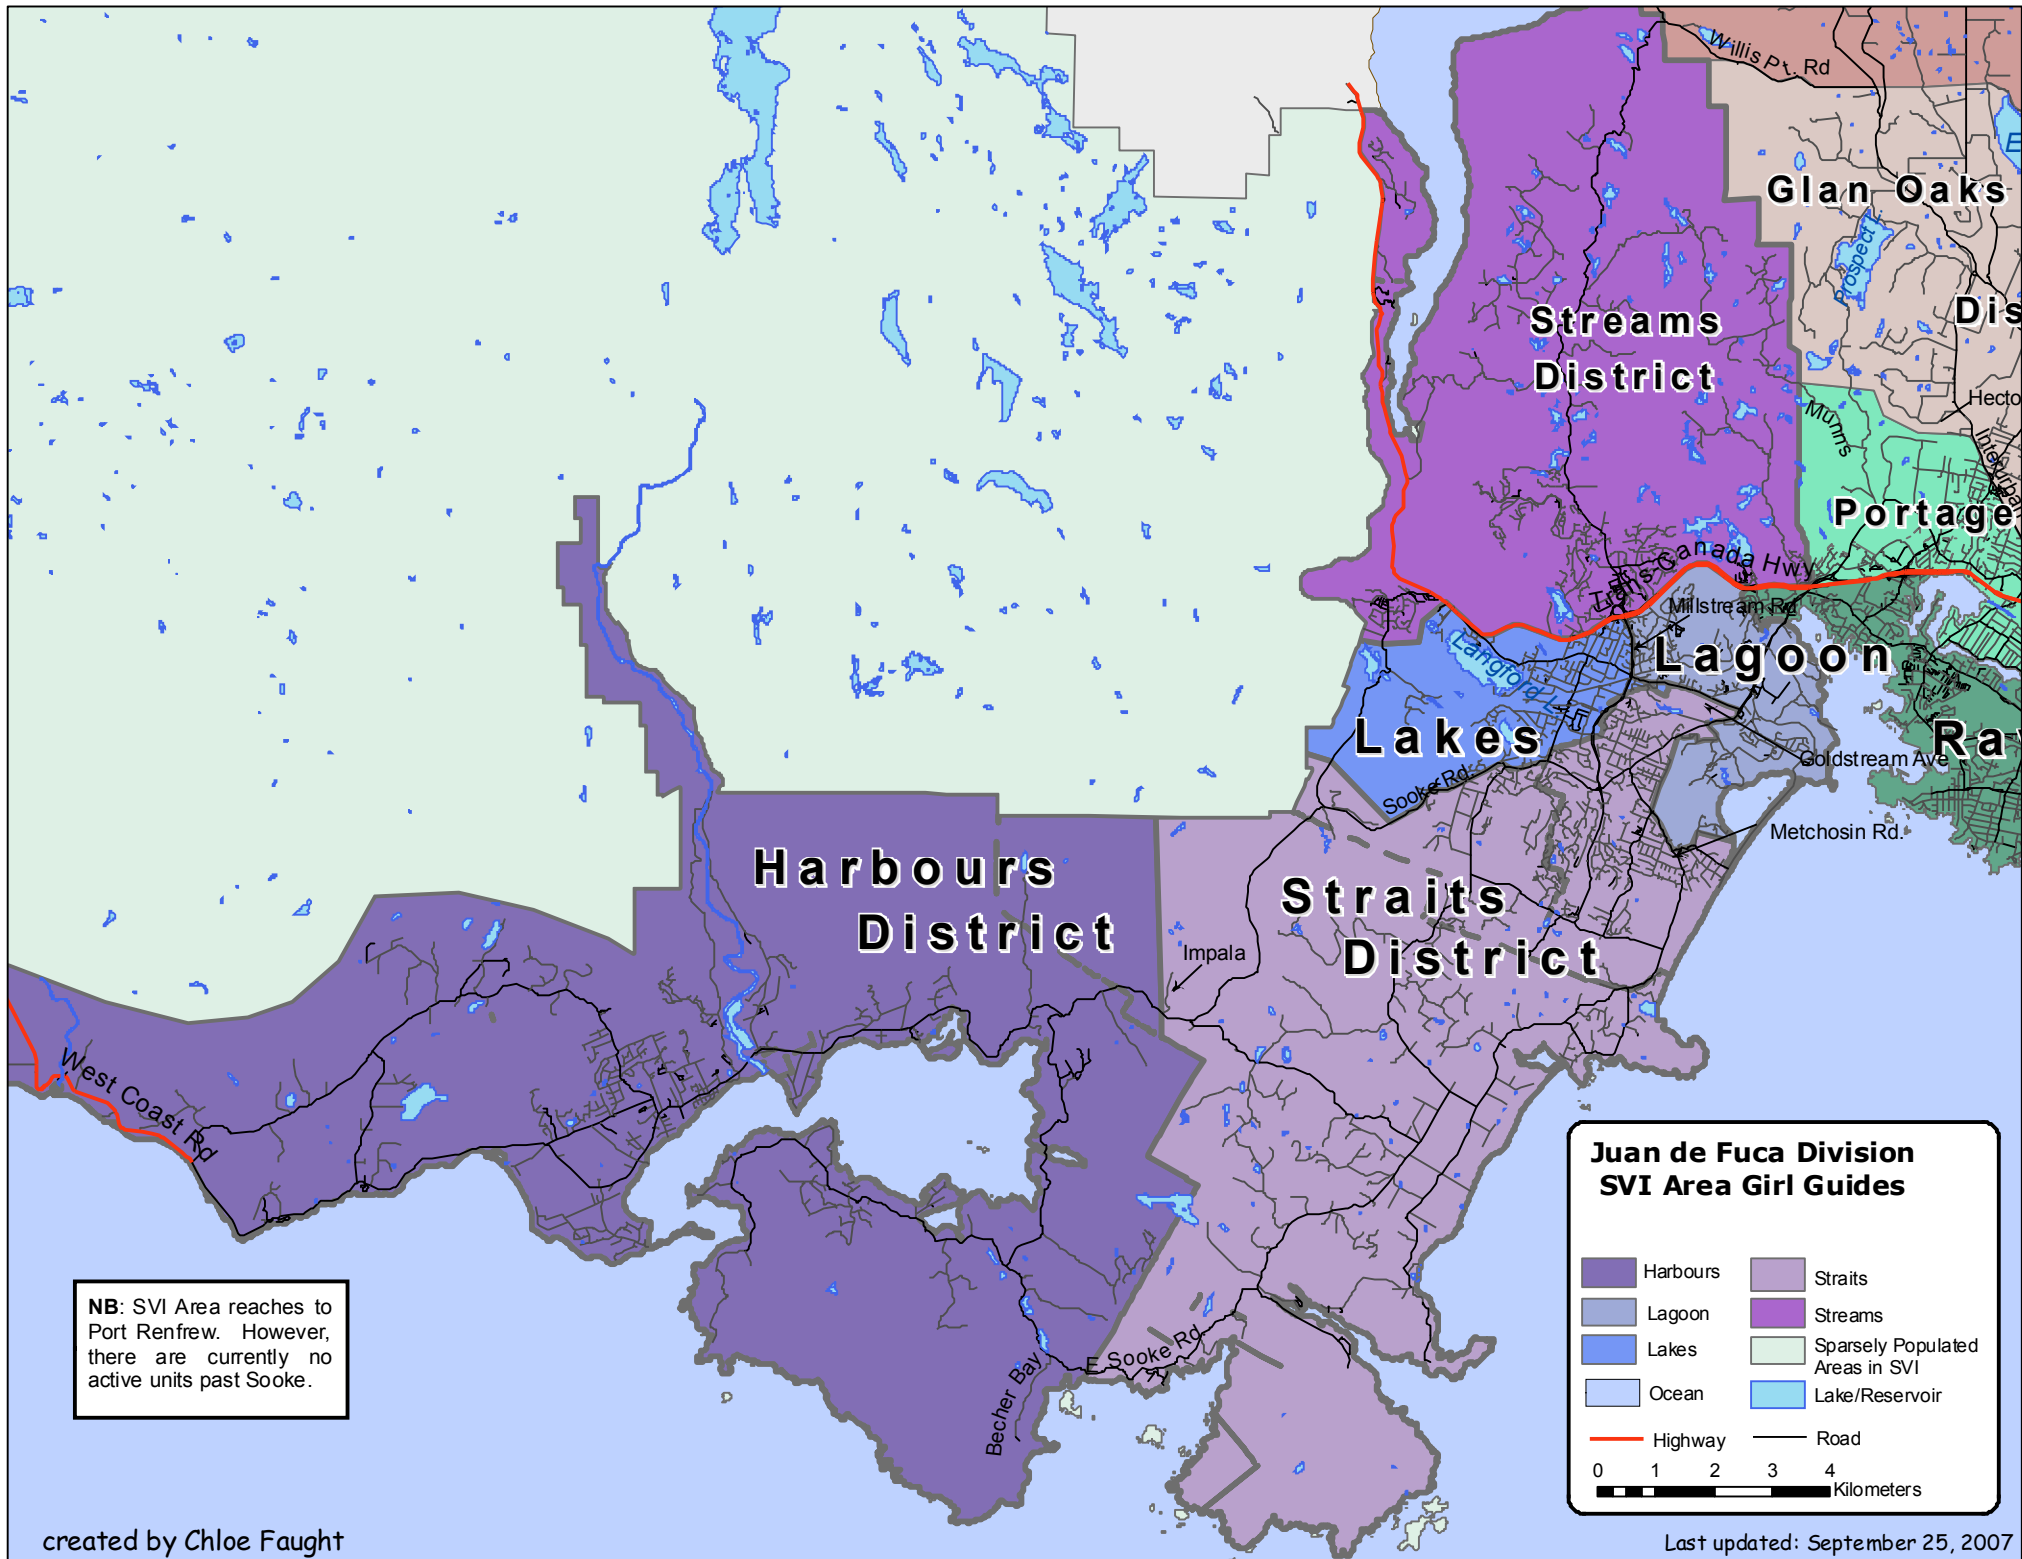 Willis Pt. Rd
E
Glan Oaks
Prospect L.
Dis
Streams
District
Hecto
Munns
Interurban
Portage
Trans-Canada Hwy
Millstream Rd
Lagoon
Langford L.
Lakes
Ra
Goldstream Ave
Sooke Rd.
Metchosin Rd.
Harbours
District
Straits
District
Impala
West Coast Rd
E Sooke Rd
Becher Bay
NB: SVI Area reaches to
Port Renfrew. However,
there are currently no
active units past Sooke.
Juan de Fuca Division
SVI Area Girl Guides
Harbours
Straits
Lagoon
Streams
Lakes
Sparsely Populated
Areas in SVI
Ocean
Lake/Reservoir
Highway
Road
0 1 2 3 4
Kilometers
created by Chloe Faught
Last updated: September 25, 2007